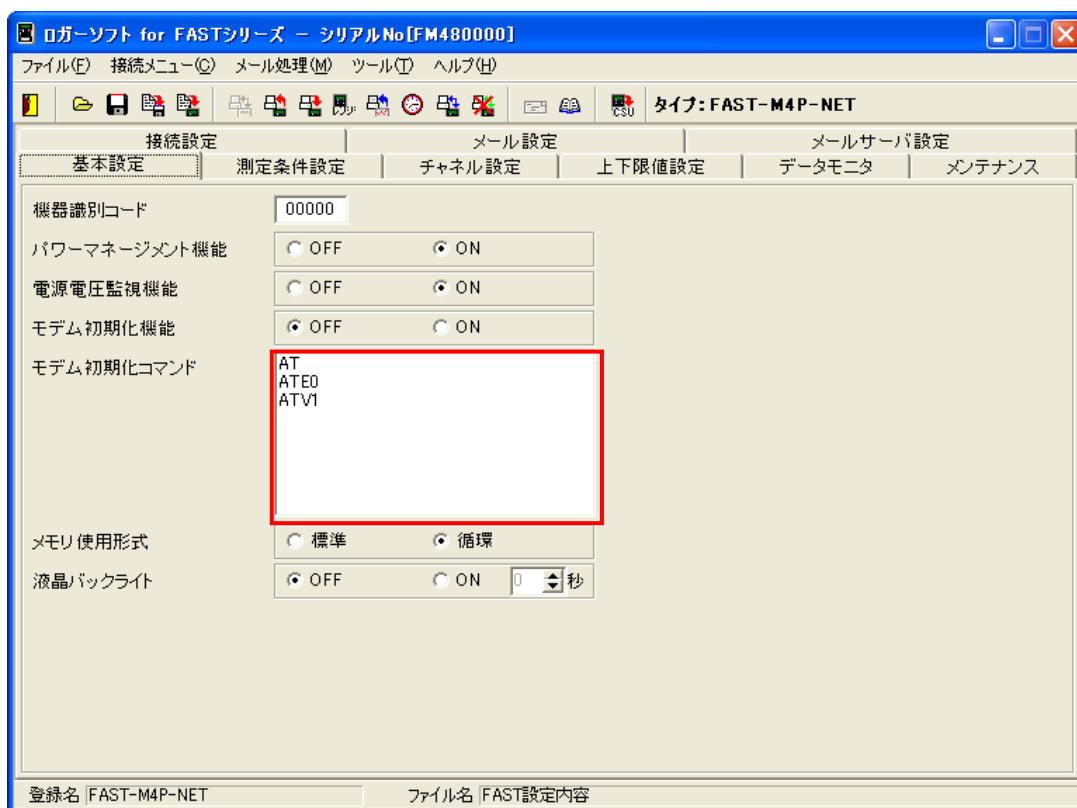 ロガーソフト for FASTシリーズ － シリアルNo[FM480000]
ファイル(F) 接続メニュー(C) メール処理(M) ツール(T) ヘルプ(H)
CSU タイプ:FAST-M4P-NET
接続設定 メール設定 メールサーバ設定
基本設定 測定条件設定 チャネル設定 上下限値設定 データモニタ メンテナンス
機器識別コード 00000
パワーマネージメント機能 OFF ON
電源電圧監視機能 OFF ON
モデム初期化機能 OFF ON
モデム初期化コマンド AT
ATE0
ATV1
メモリ使用形式 標準 循環
液晶バックライト OFF ON 0 秒
登録名 FAST-M4P-NET ファイル名 FAST設定内容